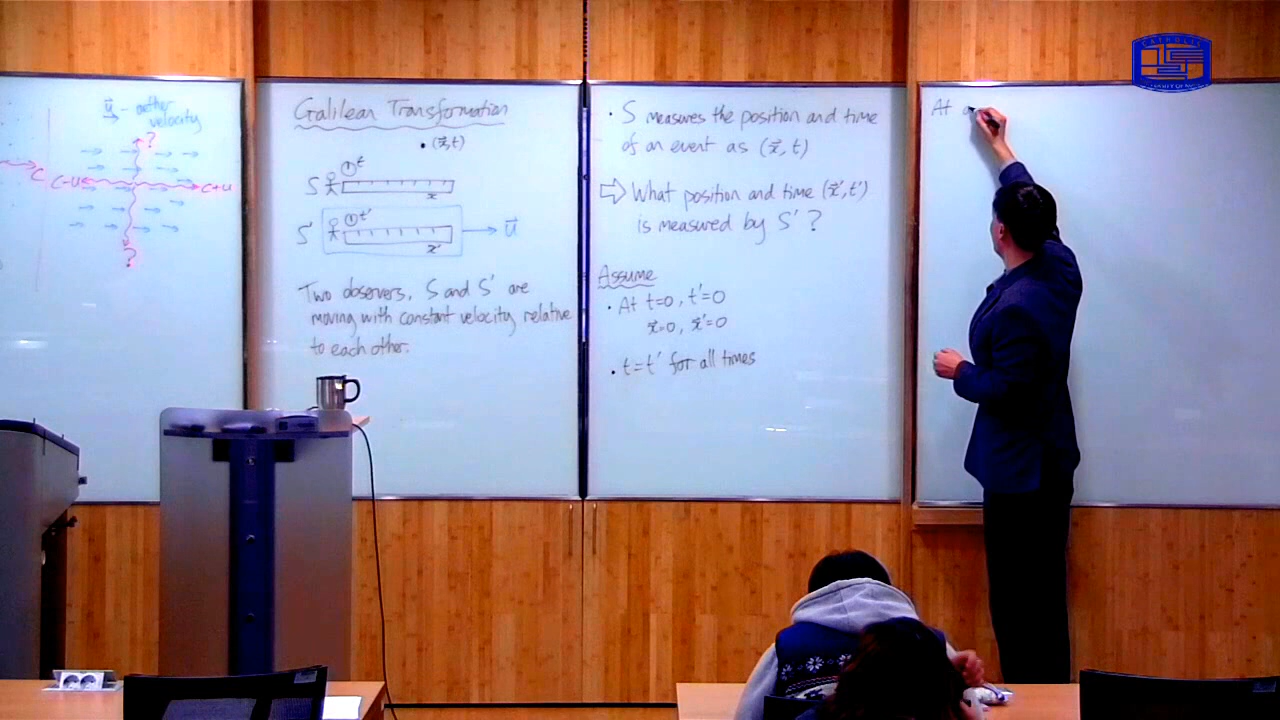 u⃗ - aether
velocity
?
C
C-U
C+U
?
Galilean Transformation
• (x⃗,t)
t
S
x
t'
S'
u⃗
x'
Two observers, S and S' are
moving with constant velocity relative
to each other.
• S measures the position and time
of an event as (x⃗, t)
⇨ What position and time (x⃗',t')
is measured by S' ?
Assume
• At t=0, t'=0
x⃗=0, x⃗'=0
• t=t' for all times
At
CATHOLIC